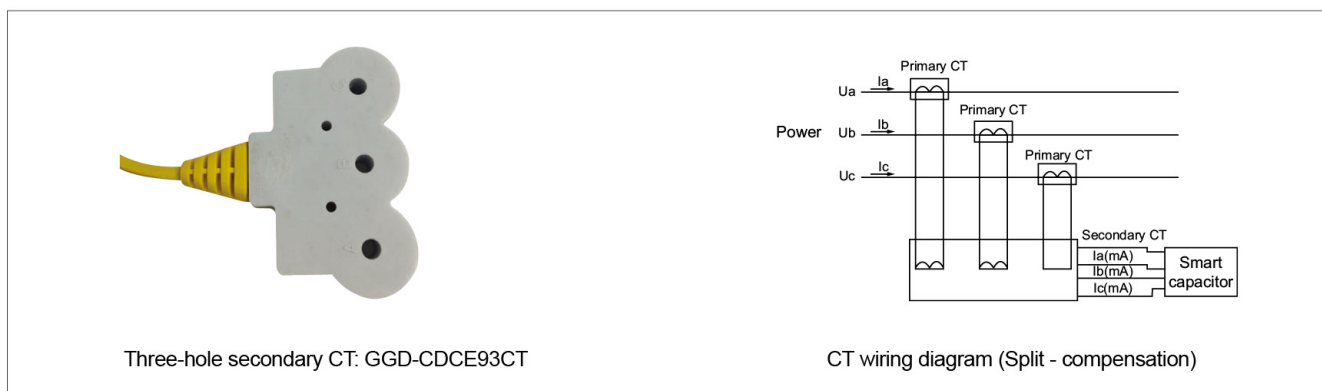 Primary CT
Ia
Ua
Primary CT
Ib
Power
Ub
Primary CT
Ic
Uc
Secondary CT
Ia(mA)
Ib(mA)
Ic(mA)
Smart
capacitor
Three-hole secondary CT: GGD-CDCE93CT
CT wiring diagram (Split - compensation)